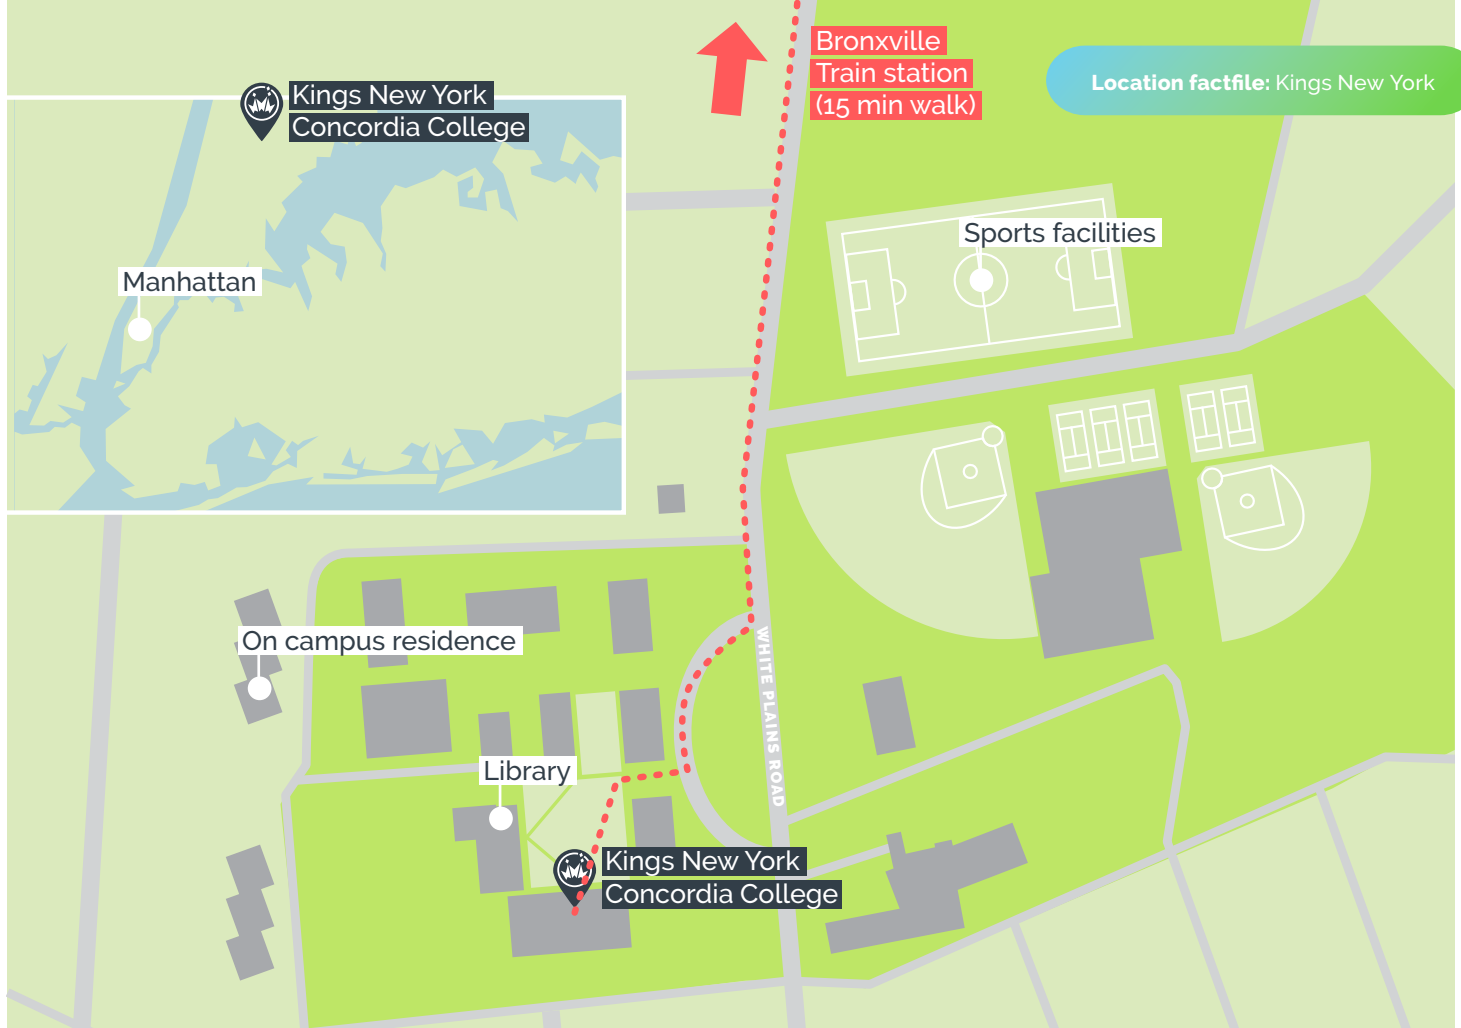 Bronxville
Train station
(15 min walk)
Location factfile: Kings New York
Kings New York
Concordia College
Manhattan
Sports facilities
On campus residence
WHITE PLAINS ROAD
Library
Kings New York
Concordia College